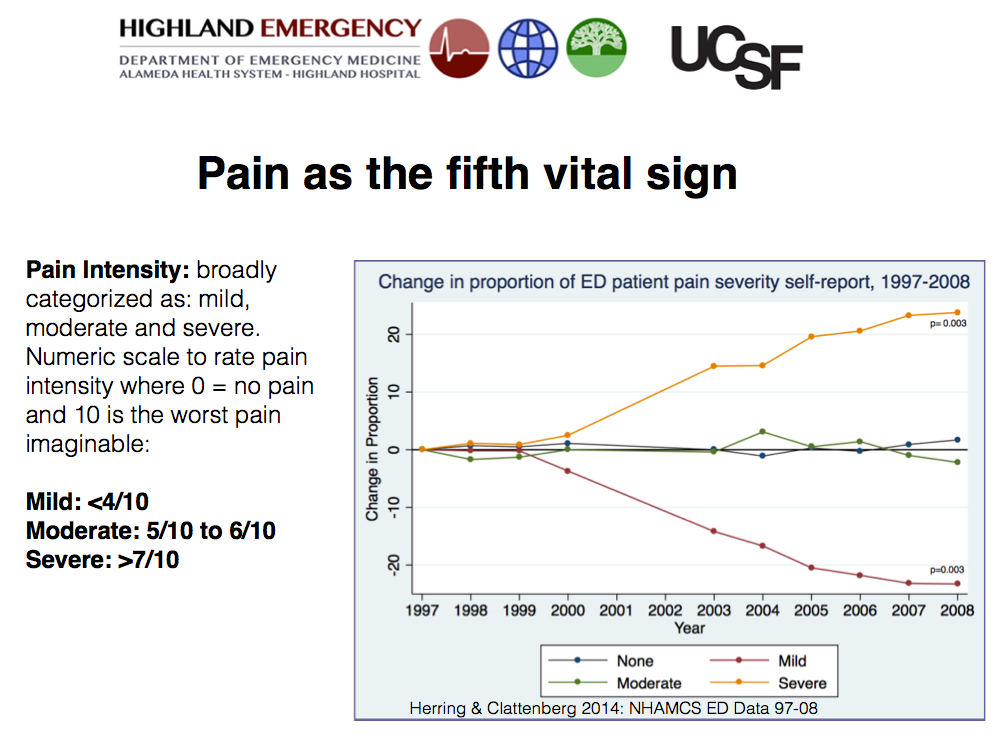 HIGHLAND EMERGENCY
DEPARTMENT OF EMERGENCY MEDICINE
ALAMEDA HEALTH SYSTEM - HIGHLAND HOSPITAL
UCSF
Pain as the fifth vital sign
Pain Intensity: broadly
categorized as: mild,
moderate and severe.
Numeric scale to rate pain
intensity where 0 = no pain
and 10 is the worst pain
imaginable:
Mild: <4/10
Moderate: 5/10 to 6/10
Severe: >7/10
Change in proportion of ED patient pain severity self-report, 1997-2008
Change in Proportion
20
10
0
-10
-20
p= 0.003
p=0.003
1997 1998 1999 2000 2001 2002 2003 2004 2005 2006 2007 2008
Year
None Mild
Moderate Severe
Herring & Clattenberg 2014: NHAMCS ED Data 97-08